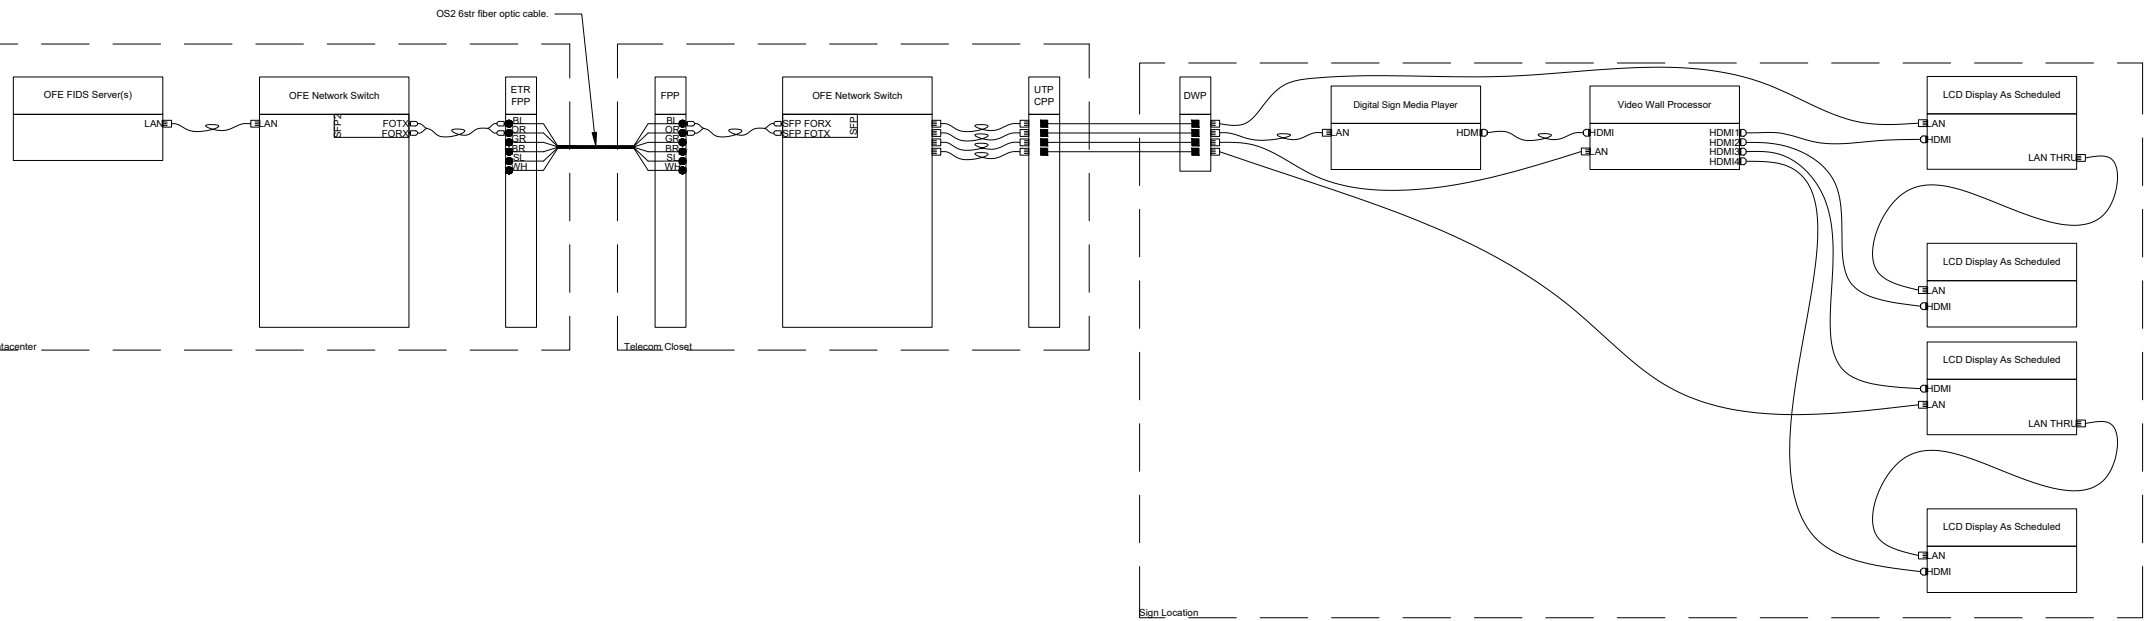 OS2 6str fiber optic cable.
OFE FIDS Server(s)
LAN
OFE Network Switch
LAN
SFP2
FOTX
FORX
ETR
FPP
BL
OR
GR
BR
SL
WH
tacenter
FPP
BL
OR
GR
BR
SL
WH
OFE Network Switch
SFP FORX
SFP FOTX
SFP
UTP
CPP
Telecom Closet
DWP
Digital Sign Media Player
LAN
HDMI
Video Wall Processor
HDMI
LAN
HDMI1
HDMI2
HDMI3
HDMI4
LCD Display As Scheduled
LAN
HDMI
LAN THRU
LCD Display As Scheduled
LAN
HDMI
LCD Display As Scheduled
HDMI
LAN
LAN THRU
LCD Display As Scheduled
LAN
HDMI
Sign Location